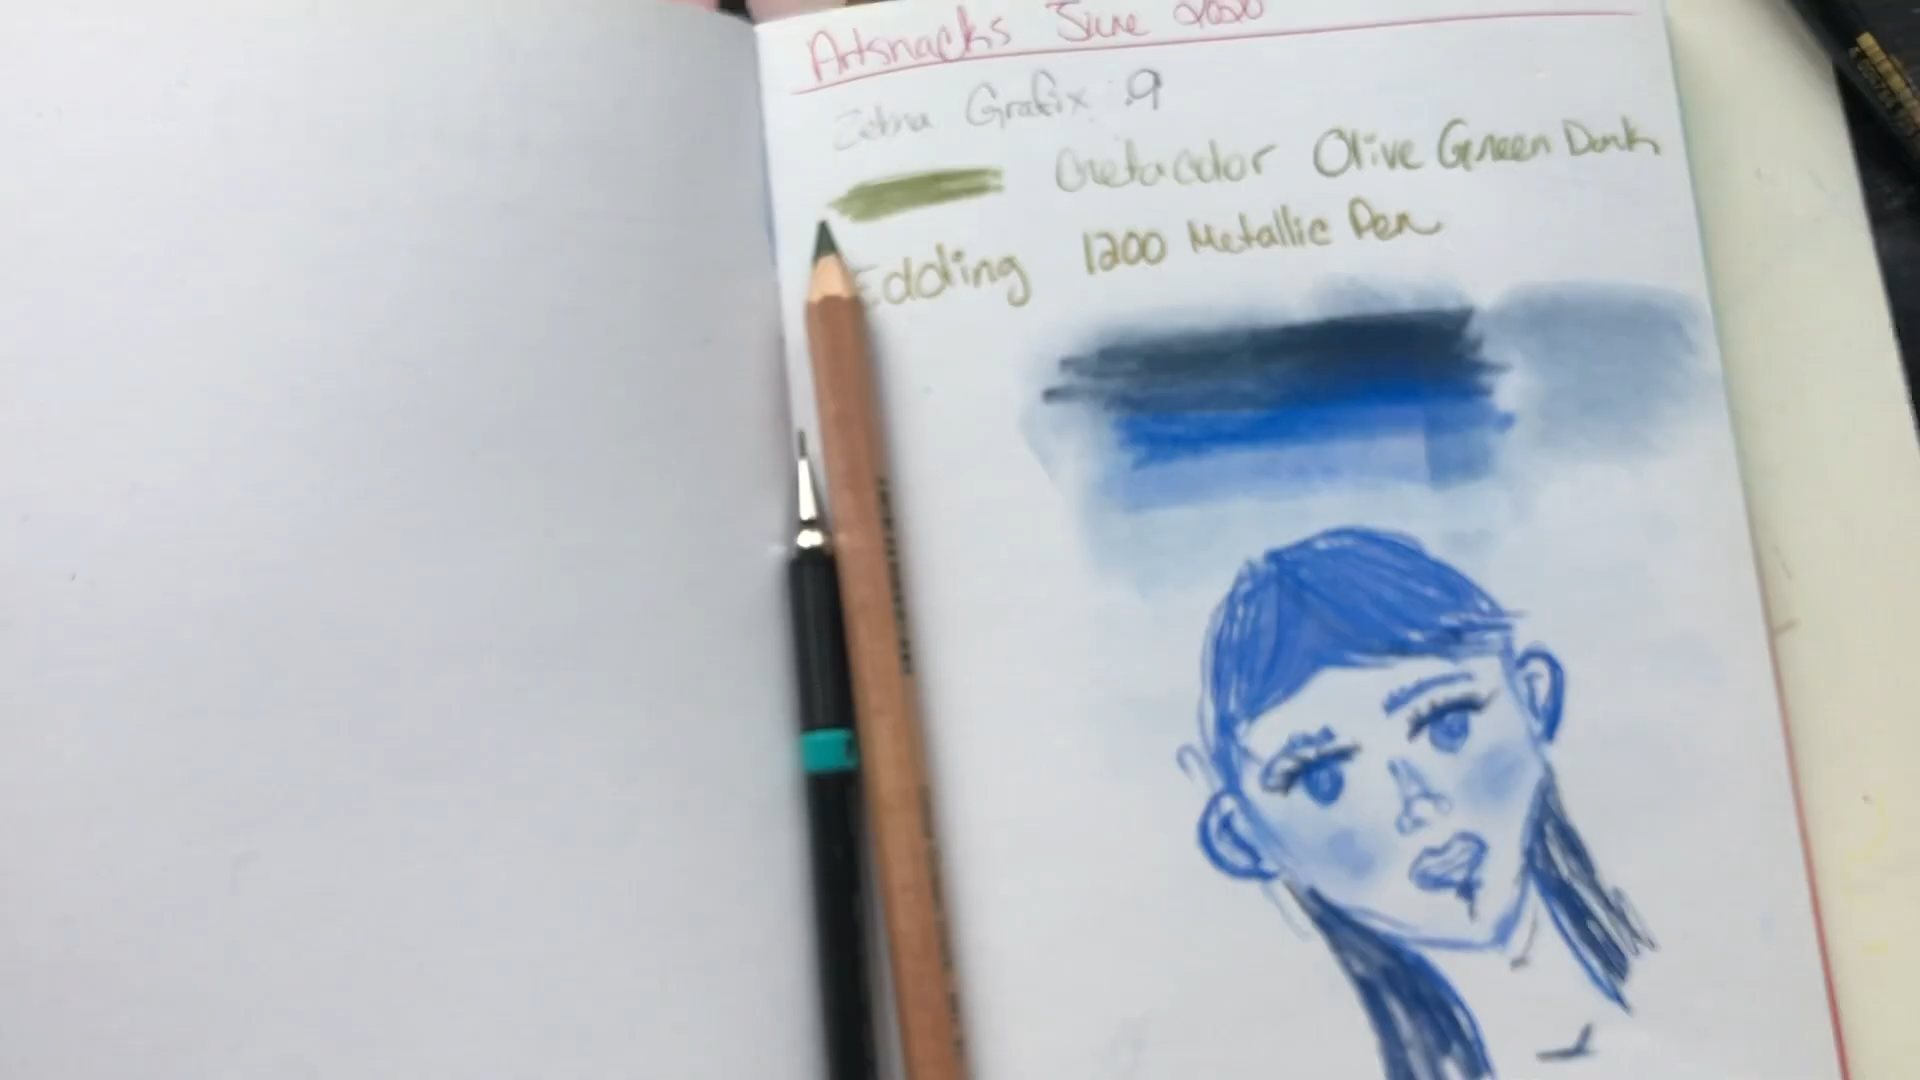 Artsnacks June 2020
Zebra Grafix .9
Cretacolor Olive Green Dark
Edding 1200 Metallic Pen